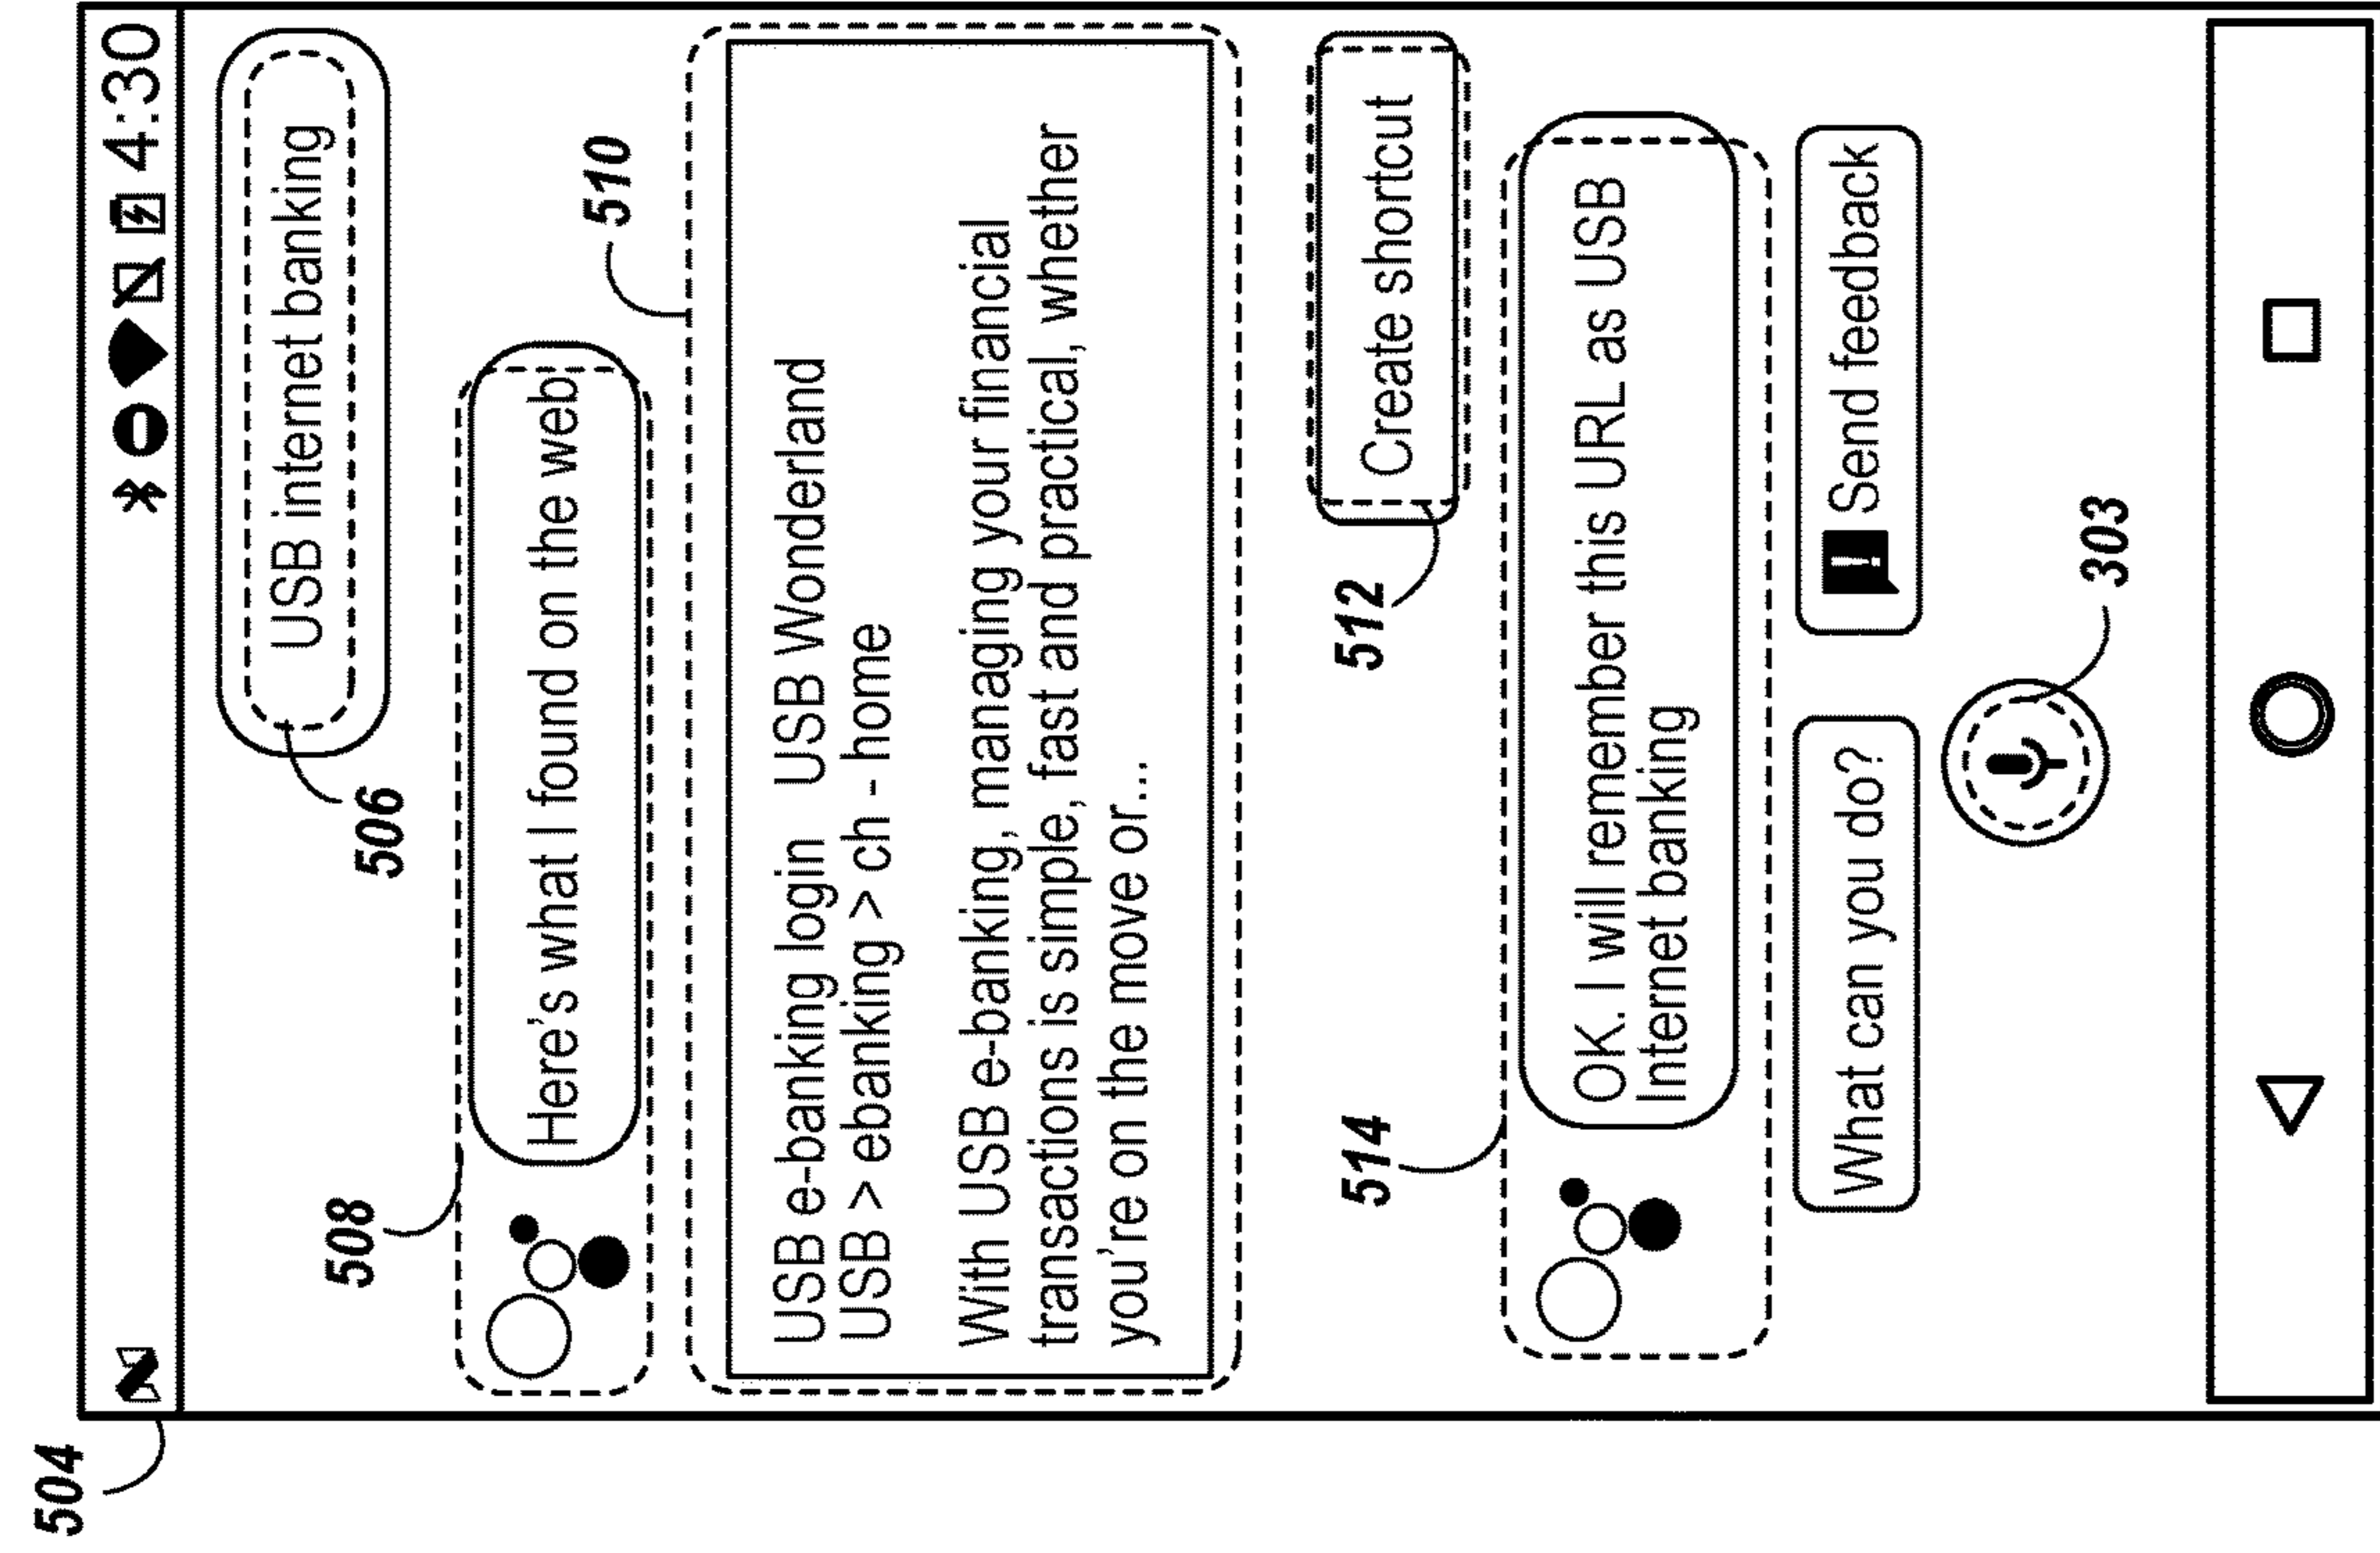 504
4:30
USB internet banking
506
508
Here's what I found on the web
510
USB e-banking login USB Wonderland
USB > ebanking > ch - home
With USB e-banking, managing your financial
transactions is simple, fast and practical, whether
you're on the move or...
512
Create shortcut
514
OK. I will remember this URL as USB
Internet banking
What can you do?
! Send feedback
303